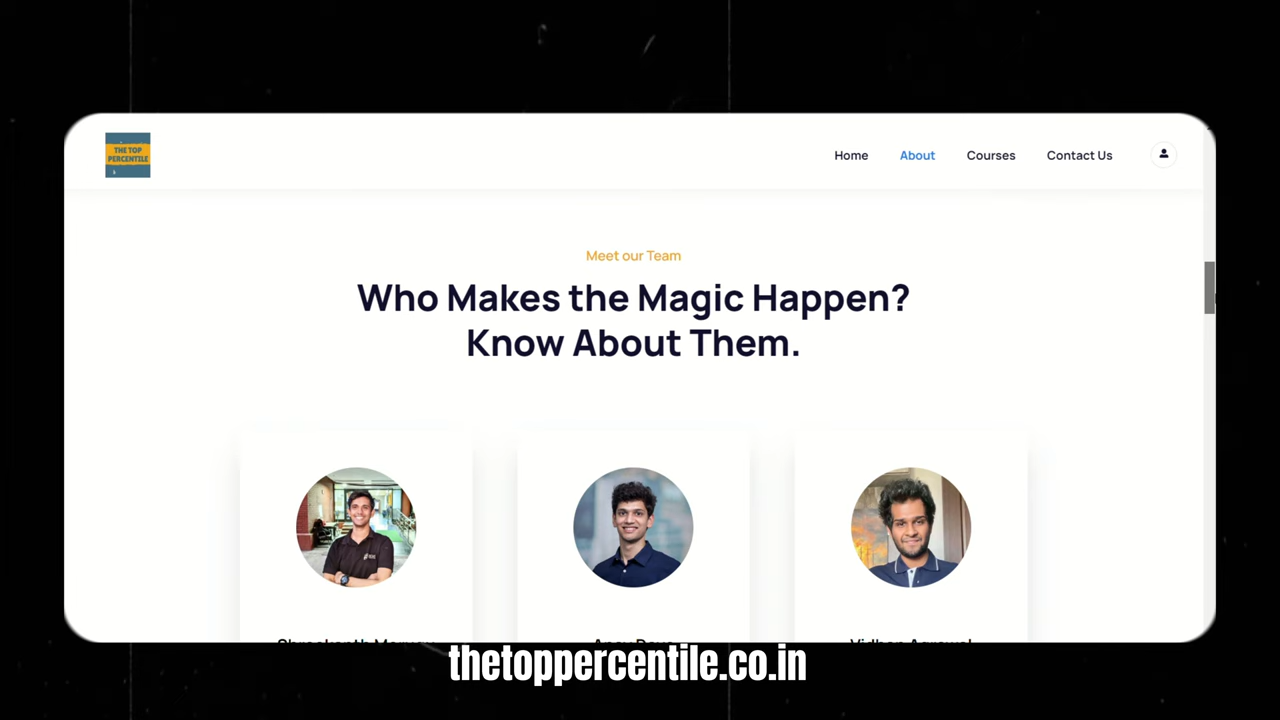 THE TOP
PERCENTILE
Home
About
Courses
Contact Us
Meet our Team
Who Makes the Magic Happen?
Know About Them.
thetoppercentile.co.in